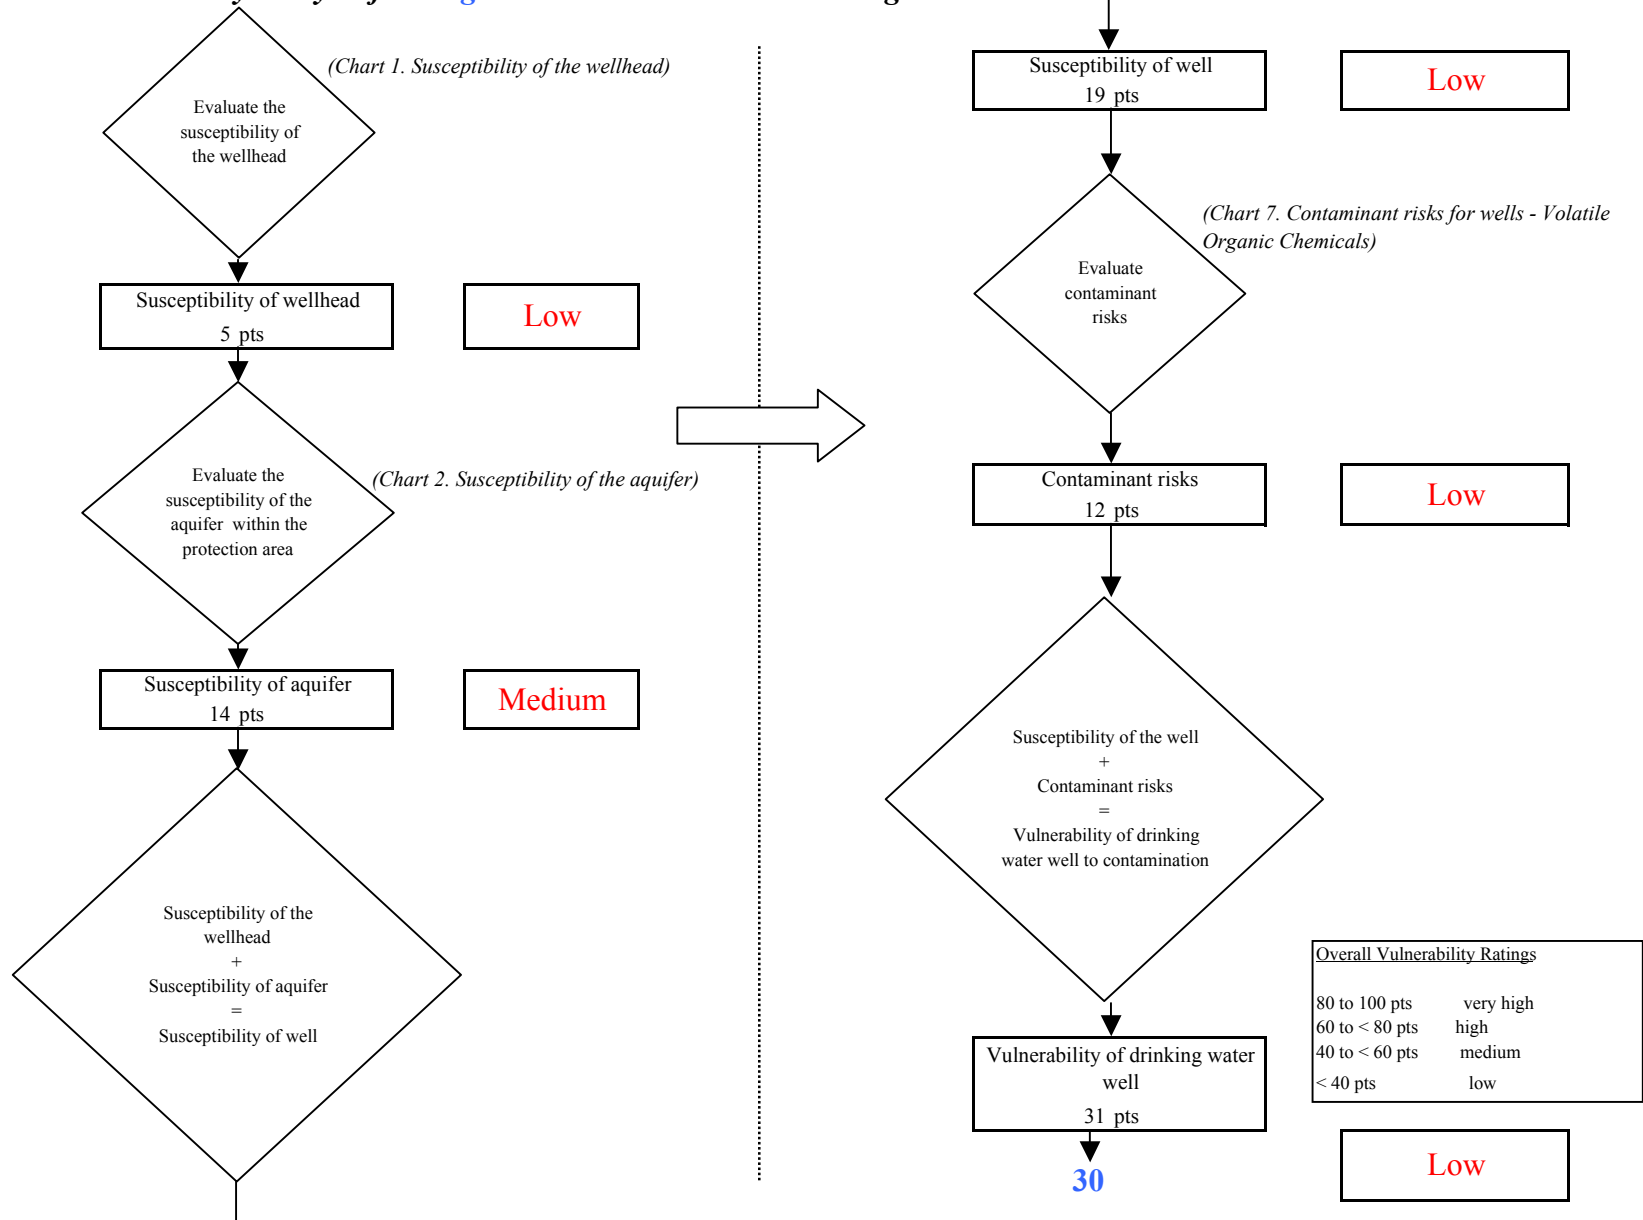 (Chart 1. Susceptibility of the wellhead)
Evaluate the
susceptibility of
the wellhead
Susceptibility of wellhead
5 pts
Low
Evaluate the
susceptibility of the
aquifer within the
protection area
(Chart 2. Susceptibility of the aquifer)
Susceptibility of aquifer
14 pts
Medium
Susceptibility of the
wellhead
+
Susceptibility of aquifer
=
Susceptibility of well
Susceptibility of well
19 pts
Low
(Chart 7. Contaminant risks for wells - Volatile
Organic Chemicals)
Evaluate
contaminant
risks
Contaminant risks
12 pts
Low
Susceptibility of the well
+
Contaminant risks
=
Vulnerability of drinking
water well to contamination
Vulnerability of drinking water
well
31 pts
30
Overall Vulnerability Ratings
80 to 100 pts very high
60 to < 80 pts high
40 to < 60 pts medium
< 40 pts low
Low